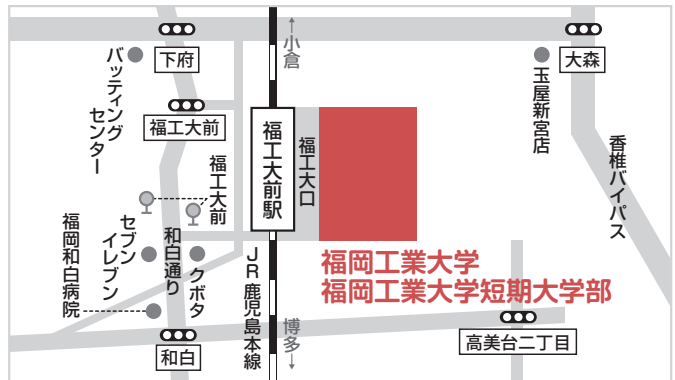 ↑小倉
バッティング
センター
下府
大森
玉屋新宮店
福工大前
福工大前駅
福工大口
香椎バイパス
福工大前
福岡和白病院
セブン
イレブン
和白通り
クボタ
JR鹿児島本線
福岡工業大学
福岡工業大学短期大学部
博多↓
高美台二丁目
和白